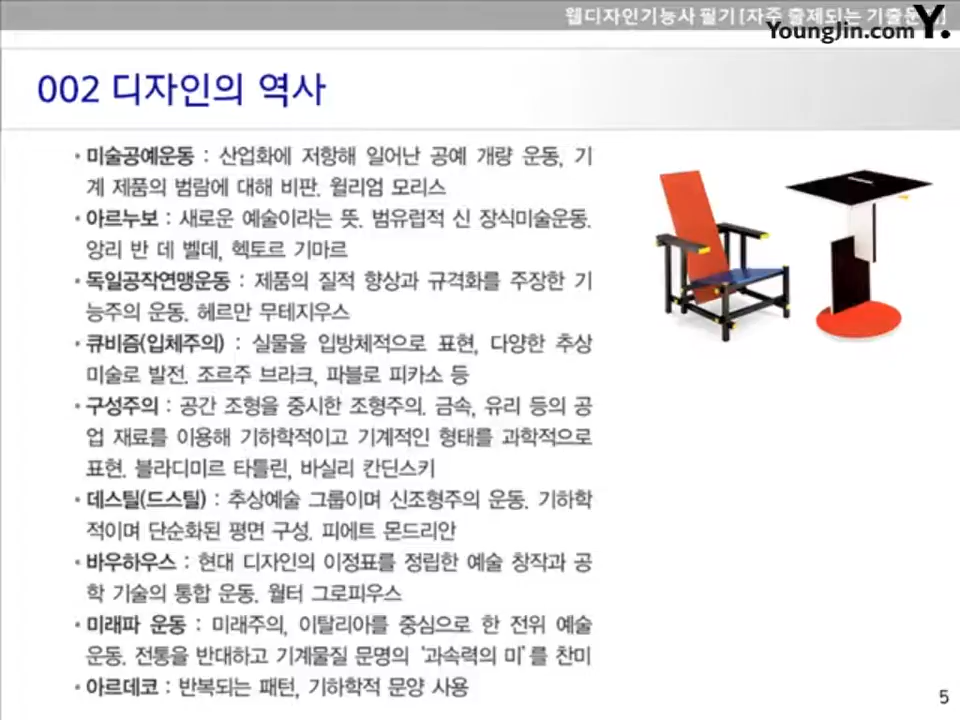 웹디자인기능사 필기 [자주 출제되는 기출문제]
YoungJin.com Y.
002 디자인의 역사
• 미술공예운동 : 산업화에 저항해 일어난 공예 개량 운동, 기
계 제품의 범람에 대해 비판. 윌리엄 모리스
• 아르누보 : 새로운 예술이라는 뜻. 범유럽적 신 장식미술운동.
앙리 반 데 벨데, 헥토르 기마르
• 독일공작연맹운동 : 제품의 질적 향상과 규격화를 주장한 기
능주의 운동. 헤르만 무테지우스
• 큐비즘(입체주의) : 실물을 입방체적으로 표현, 다양한 추상
미술로 발전. 조르주 브라크, 파블로 피카소 등
• 구성주의 : 공간 조형을 중시한 조형주의. 금속, 유리 등의 공
업 재료를 이용해 기하학적이고 기계적인 형태를 과학적으로
표현. 블라디미르 타틀린, 바실리 칸딘스키
• 데스틸(드스틸) : 추상예술 그룹이며 신조형주의 운동. 기하학
적이며 단순화된 평면 구성. 피에트 몬드리안
• 바우하우스 : 현대 디자인의 이정표를 정립한 예술 창작과 공
학 기술의 통합 운동. 월터 그로피우스
• 미래파 운동 : 미래주의, 이탈리아를 중심으로 한 전위 예술
운동. 전통을 반대하고 기계물질 문명의 '과속력의 미'를 찬미
• 아르데코 : 반복되는 패턴, 기하학적 문양 사용
5